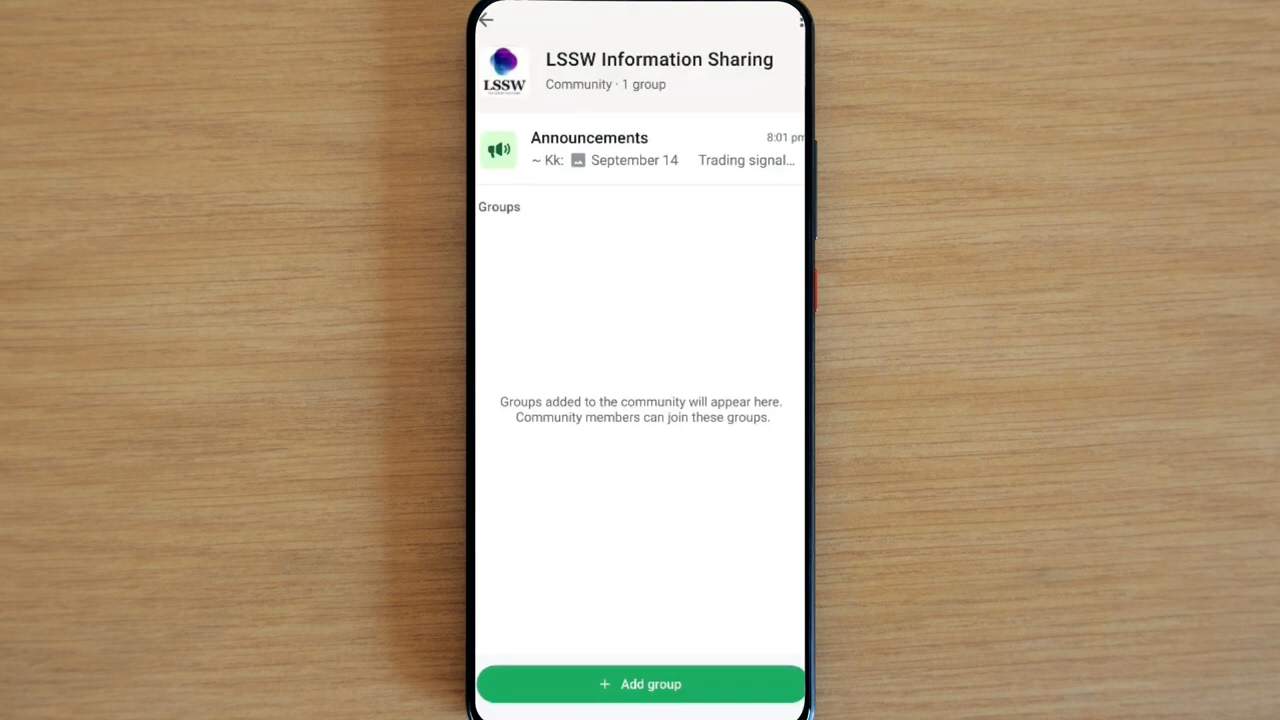 LSSW Information Sharing
LSSW
Community · 1 group
Announcements
8:01 pm
~ Kk: September 14 Trading signal...
Groups
Groups added to the community will appear here.
Community members can join these groups.
+ Add group